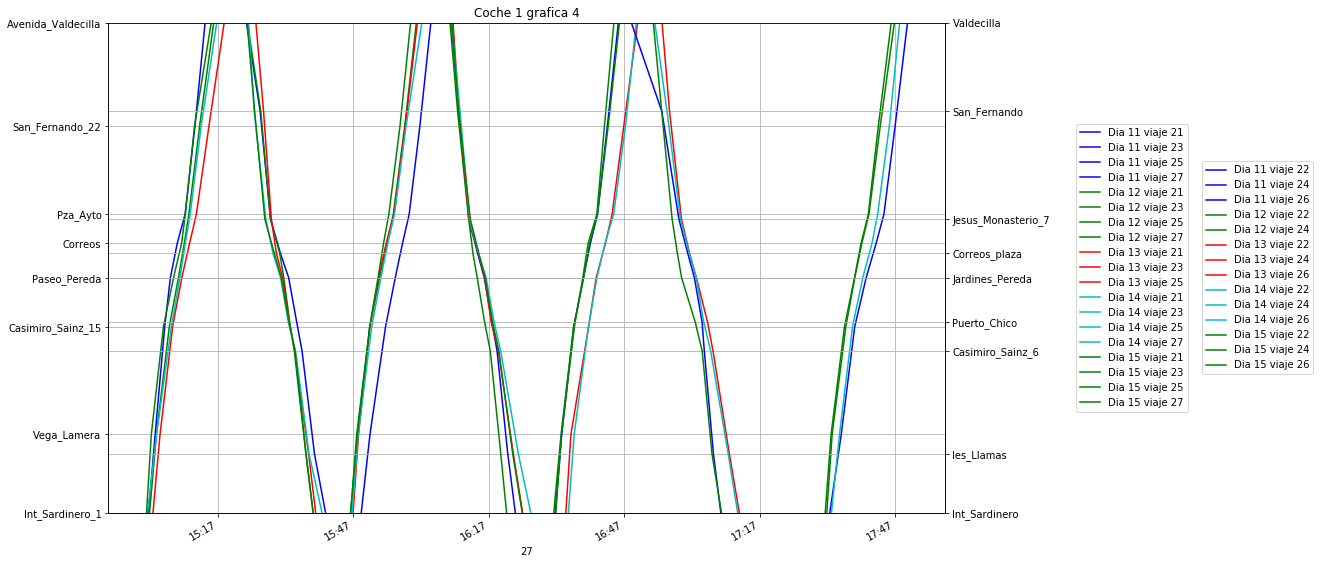 Coche 1 grafica 4
Avenida_Valdecilla
San_Fernando_22
Pza_Ayto
Correos
Paseo_Pereda
Casimiro_Sainz_15
Vega_Lamera
Int_Sardinero_1
Valdecilla
San_Fernando
Jesus_Monasterio_7
Correos_plaza
Jardines_Pereda
Puerto_Chico
Casimiro_Sainz_6
Ies_Llamas
Int_Sardinero
15:17
15:47
16:17
16:47
17:17
17:47
27
Dia 11 viaje 21
Dia 11 viaje 23
Dia 11 viaje 25
Dia 11 viaje 27
Dia 12 viaje 21
Dia 12 viaje 23
Dia 12 viaje 25
Dia 12 viaje 27
Dia 13 viaje 21
Dia 13 viaje 23
Dia 13 viaje 25
Dia 14 viaje 21
Dia 14 viaje 23
Dia 14 viaje 25
Dia 14 viaje 27
Dia 15 viaje 21
Dia 15 viaje 23
Dia 15 viaje 25
Dia 15 viaje 27
Dia 11 viaje 22
Dia 11 viaje 24
Dia 11 viaje 26
Dia 12 viaje 22
Dia 12 viaje 24
Dia 13 viaje 22
Dia 13 viaje 24
Dia 13 viaje 26
Dia 14 viaje 22
Dia 14 viaje 24
Dia 14 viaje 26
Dia 15 viaje 22
Dia 15 viaje 24
Dia 15 viaje 26